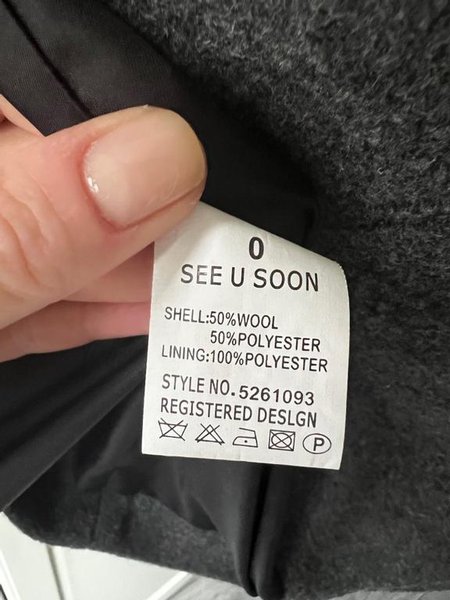 0
SEE U SOON
SHELL:50%WOOL
50%POLYESTER
LINING:100%POLYESTER
STYLE NO.5261093
REGISTERED DESLGN
P